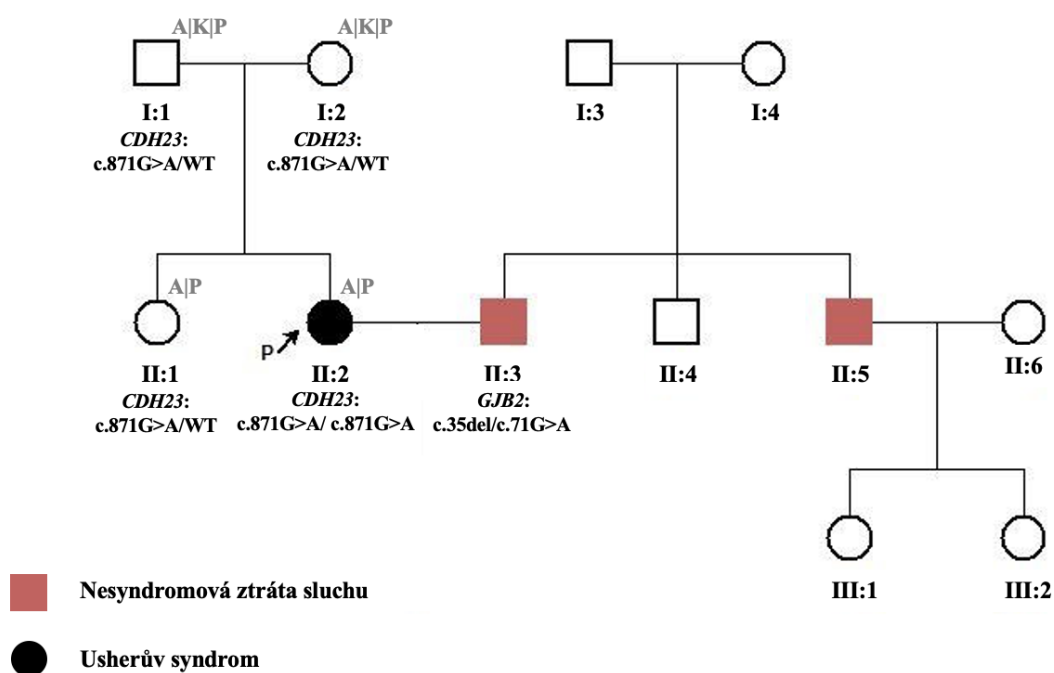 A|K|P
A|K|P
I:1
I:2
I:3
I:4
CDH23:
c.871G>A/WT
CDH23:
c.871G>A/WT
A|P
A|P
P
II:1
II:2
II:3
II:4
II:5
II:6
CDH23:
c.871G>A/WT
CDH23:
c.871G>A/ c.871G>A
GJB2:
c.35del/c.71G>A
III:1
III:2
Nesyndromová ztráta sluchu
Usherův syndrom